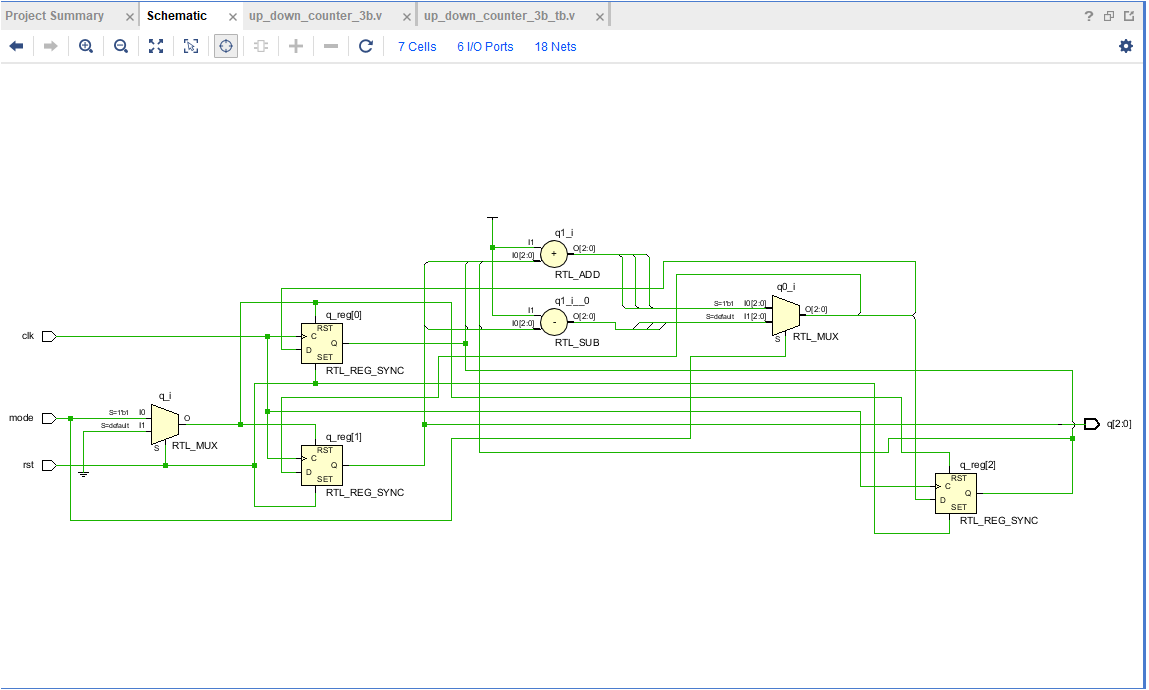 Project Summary × Schematic × up_down_counter_3b.v × up_down_counter_3b_tb.v × ?
7 Cells 6 I/O Ports 18 Nets
q1_i
I1
I0[2:0]
+
O[2:0]
RTL_ADD
q1_i__0
I1
I0[2:0]
-
O[2:0]
RTL_SUB
q0_i
S=1'b1 I0[2:0]
S=default I1[2:0]
O[2:0]
S
RTL_MUX
clk
q_reg[0]
RST
C
D
Q
SET
RTL_REG_SYNC
q_i
mode
S=1'b1 I0
S=default I1
O
S
RTL_MUX
rst
q_reg[1]
RST
C
D
Q
SET
RTL_REG_SYNC
q[2:0]
q_reg[2]
RST
C
D
Q
SET
RTL_REG_SYNC